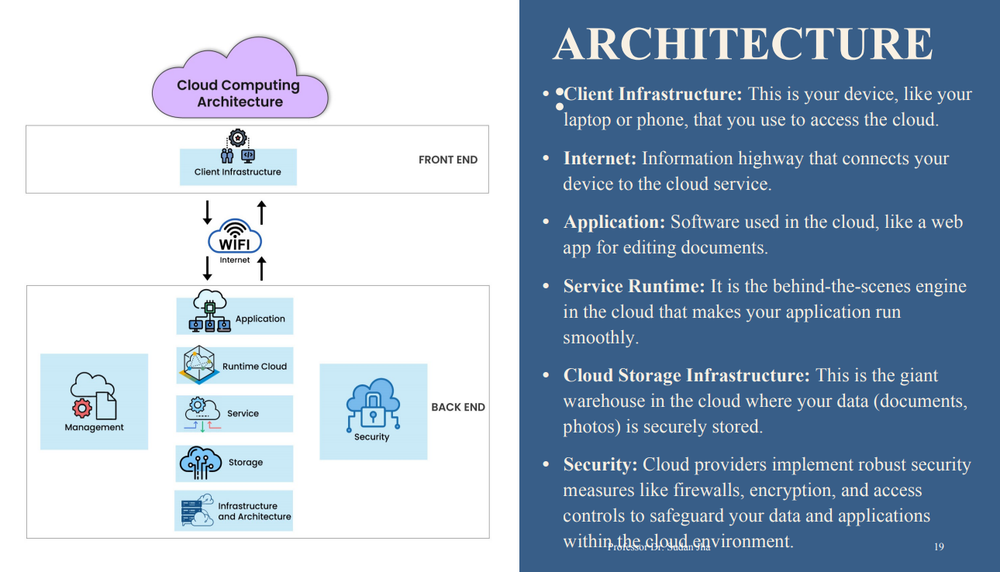 Cloud Computing
Architecture
Client Infrastructure
FRONT END
WiFi
Internet
Application
Runtime Cloud
Service
Storage
Infrastructure
and Architecture
Management
Security
BACK END
ARCHITECTURE
• Client Infrastructure: This is your device, like your
laptop or phone, that you use to access the cloud.
• Internet: Information highway that connects your
device to the cloud service.
• Application: Software used in the cloud, like a web
app for editing documents.
• Service Runtime: It is the behind-the-scenes engine
in the cloud that makes your application run
smoothly.
• Cloud Storage Infrastructure: This is the giant
warehouse in the cloud where your data (documents,
photos) is securely stored.
• Security: Cloud providers implement robust security
measures like firewalls, encryption, and access
controls to safeguard your data and applications
within the cloud environment.
Professor Dr. Sudan Jha
19